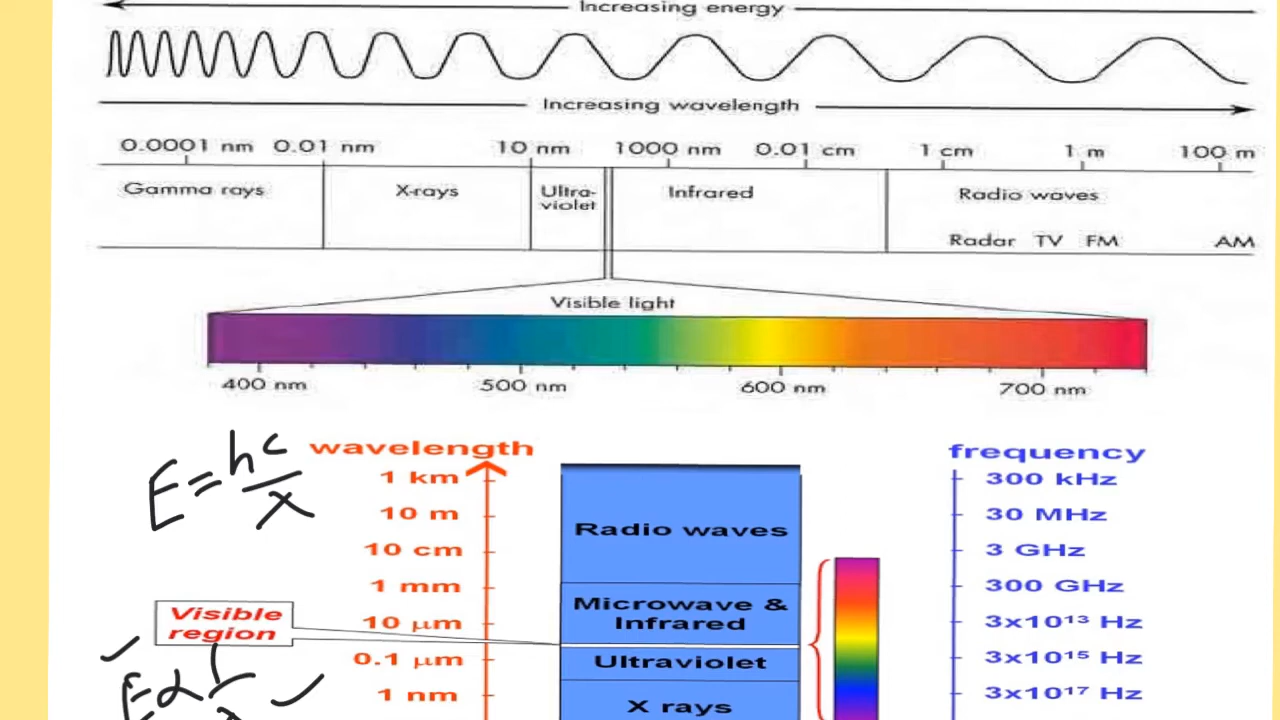 Increasing energy
Increasing wavelength
0.0001 nm 0.01 nm 10 nm 1000 nm 0.01 cm 1 cm 1 m 100 m
Gamma rays X-rays Ultra- Infrared Radio waves
violet
Radar TV FM AM
Visible light
400 nm 500 nm 600 nm 700 nm
E = hc/λ
wavelength frequency
1 km 300 kHz
10 m Radio waves 30 MHz
10 cm 3 GHz
1 mm 300 GHz
Microwave &
Infrared
Visible 10 µm 3x10¹³ Hz
region
0.1 µm Ultraviolet 3x10¹⁵ Hz
1 nm X rays 3x10¹⁷ Hz
E α 1